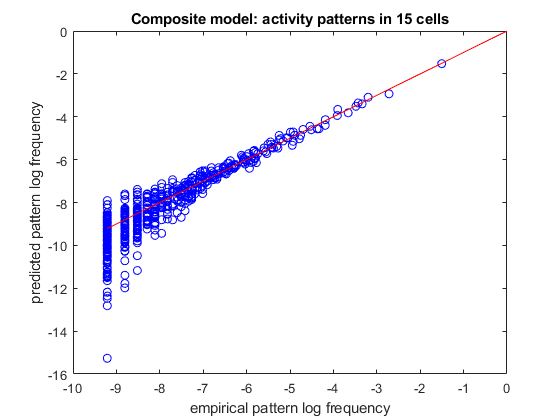 Composite model: activity patterns in 15 cells
0
-2
-4
-6
-8
-10
-12
-14
-16
predicted pattern log frequency
-10 -9 -8 -7 -6 -5 -4 -3 -2 -1 0
empirical pattern log frequency